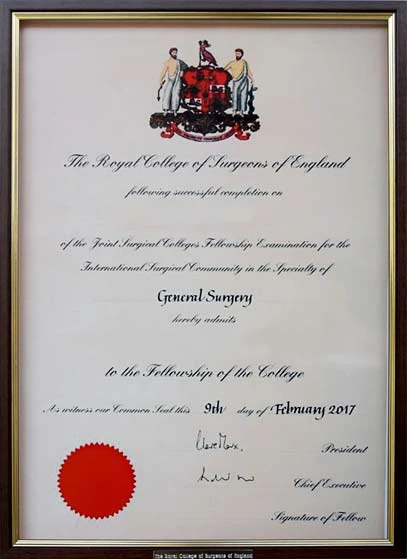 The Royal College of Surgeons of England
following successful completion on
of the Joint Surgical Colleges Fellowship Examination for the
International Surgical Community in the Specialty of
General Surgery
hereby admits
to the Fellowship of the College
As witness our Common Seal this 9th day of February 2017
President
Chief Executive
Signature of Fellow
The Royal College of Surgeons of England